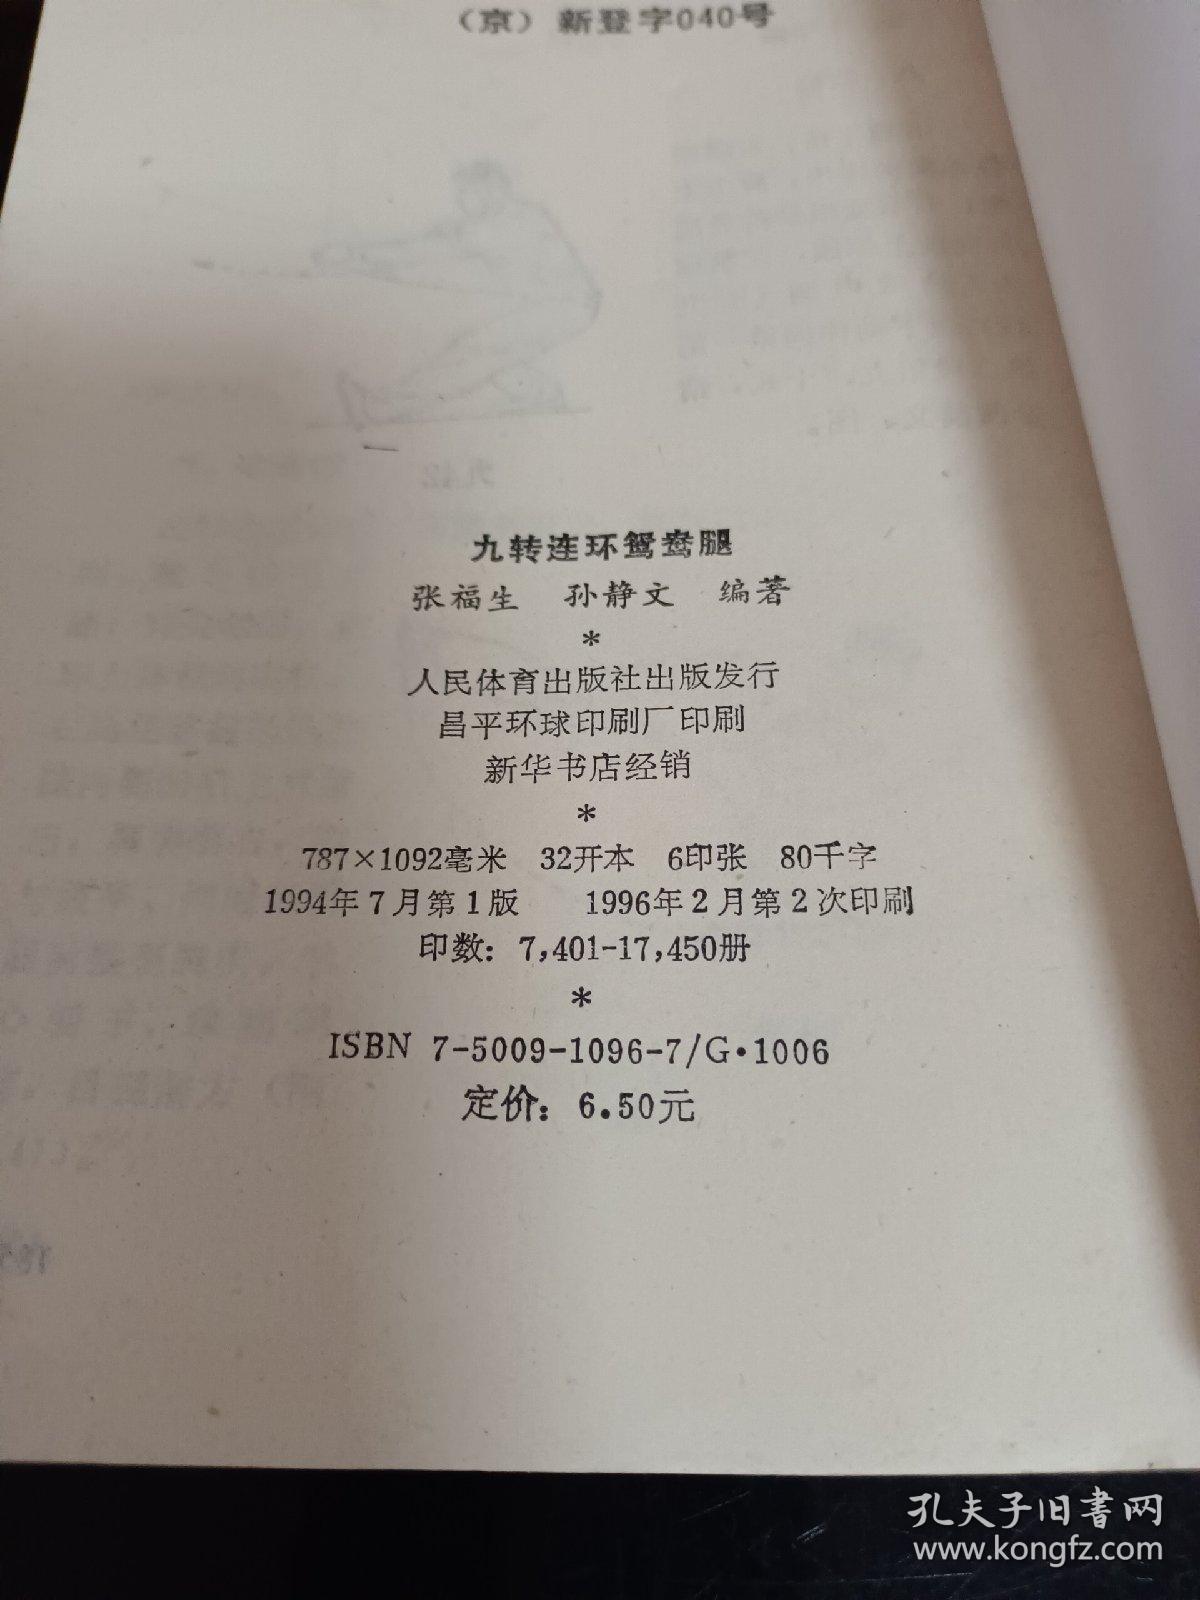 （京）新登字040号
九转连环鸳鸯腿
张福生 孙静文 编著
*
人民体育出版社出版发行
昌平环球印刷厂印刷
新华书店经销
*
787×1092毫米 32开本 6印张 80千字
1994年7月第1版 1996年2月第2次印刷
印数：7,401-17,450册
*
ISBN 7-5009-1096-7/G·1006
定价：6.50元
孔夫子旧书网
www.kongfz.com